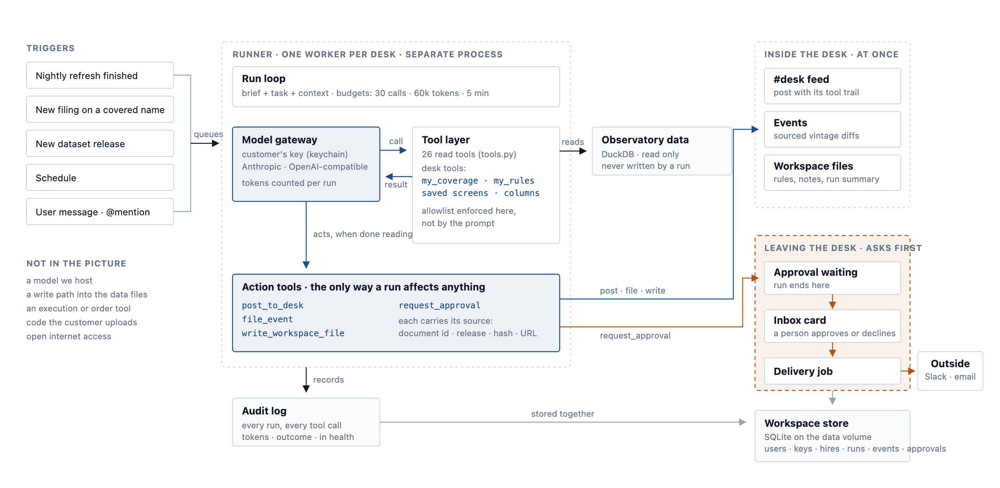 TRIGGERS
Nightly refresh finished
New filing on a covered name
New dataset release
Schedule
User message · @mention
queues
NOT IN THE PICTURE
a model we host
a write path into the data files
an execution or order tool
code the customer uploads
open internet access
RUNNER · ONE WORKER PER DESK · SEPARATE PROCESS
Run loop
brief + task + context · budgets: 30 calls · 60k tokens · 5 min
Model gateway
customer's key (keychain)
Anthropic · OpenAI-compatible
tokens counted per run
call
result
Tool layer
26 read tools (tools.py)
desk tools:
my_coverage · my_rules
saved screens · columns
allowlist enforced here,
not by the prompt
acts, when done reading
reads
Observatory data
DuckDB · read only
never written by a run
Action tools · the only way a run affects anything
post_to_desk
file_event
write_workspace_file
request_approval
each carries its source:
document id · release · hash · URL
post · file · write
request_approval
records
Audit log
every run, every tool call
tokens · outcome · in health
stored together
INSIDE THE DESK · AT ONCE
#desk feed
post with its tool trail
Events
sourced vintage diffs
Workspace files
rules, notes, run summary
LEAVING THE DESK · ASKS FIRST
Approval waiting
run ends here
Inbox card
a person approves or declines
Delivery job
Outside
Slack · email
Workspace store
SQLite on the data volume
users · keys · hires · runs · events · approvals